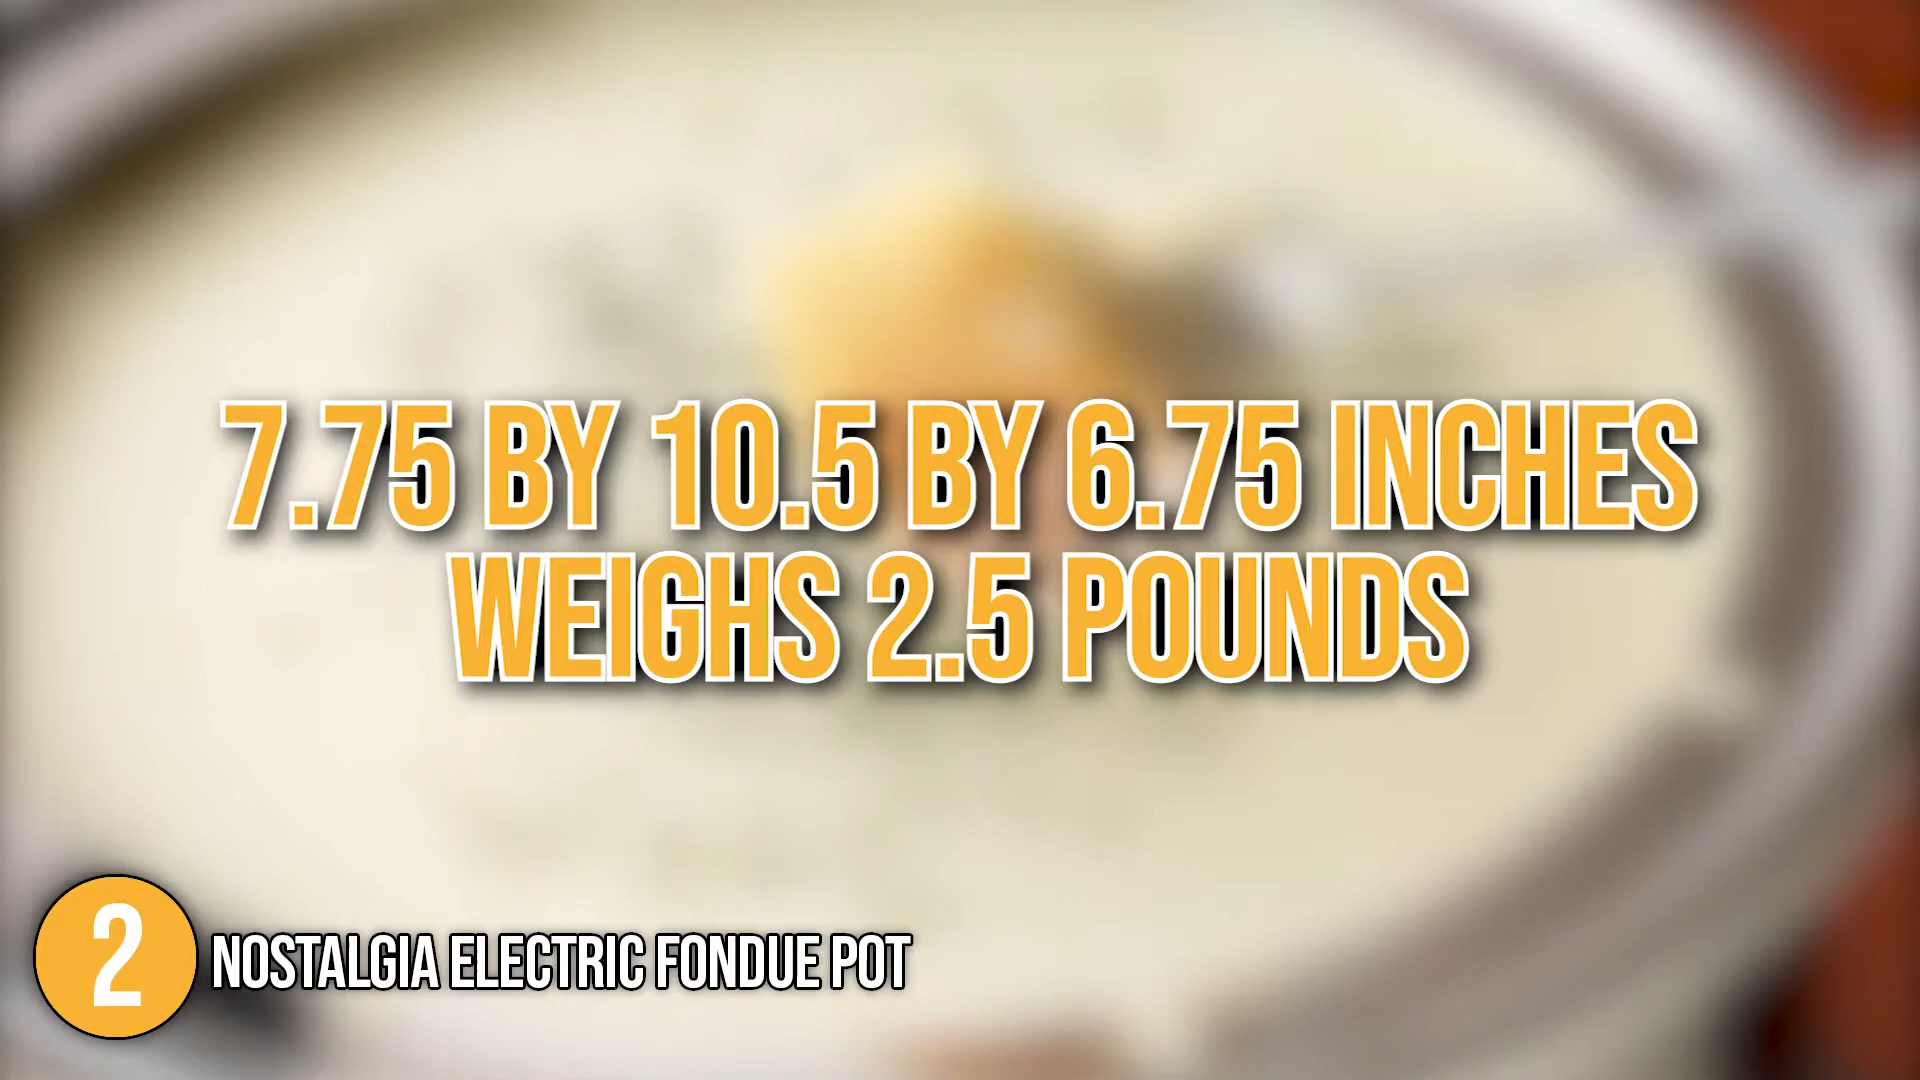 7.75 BY 10.5 BY 6.75 INCHES
WEIGHS 2.5 POUNDS
2
NOSTALGIA ELECTRIC FONDUE POT